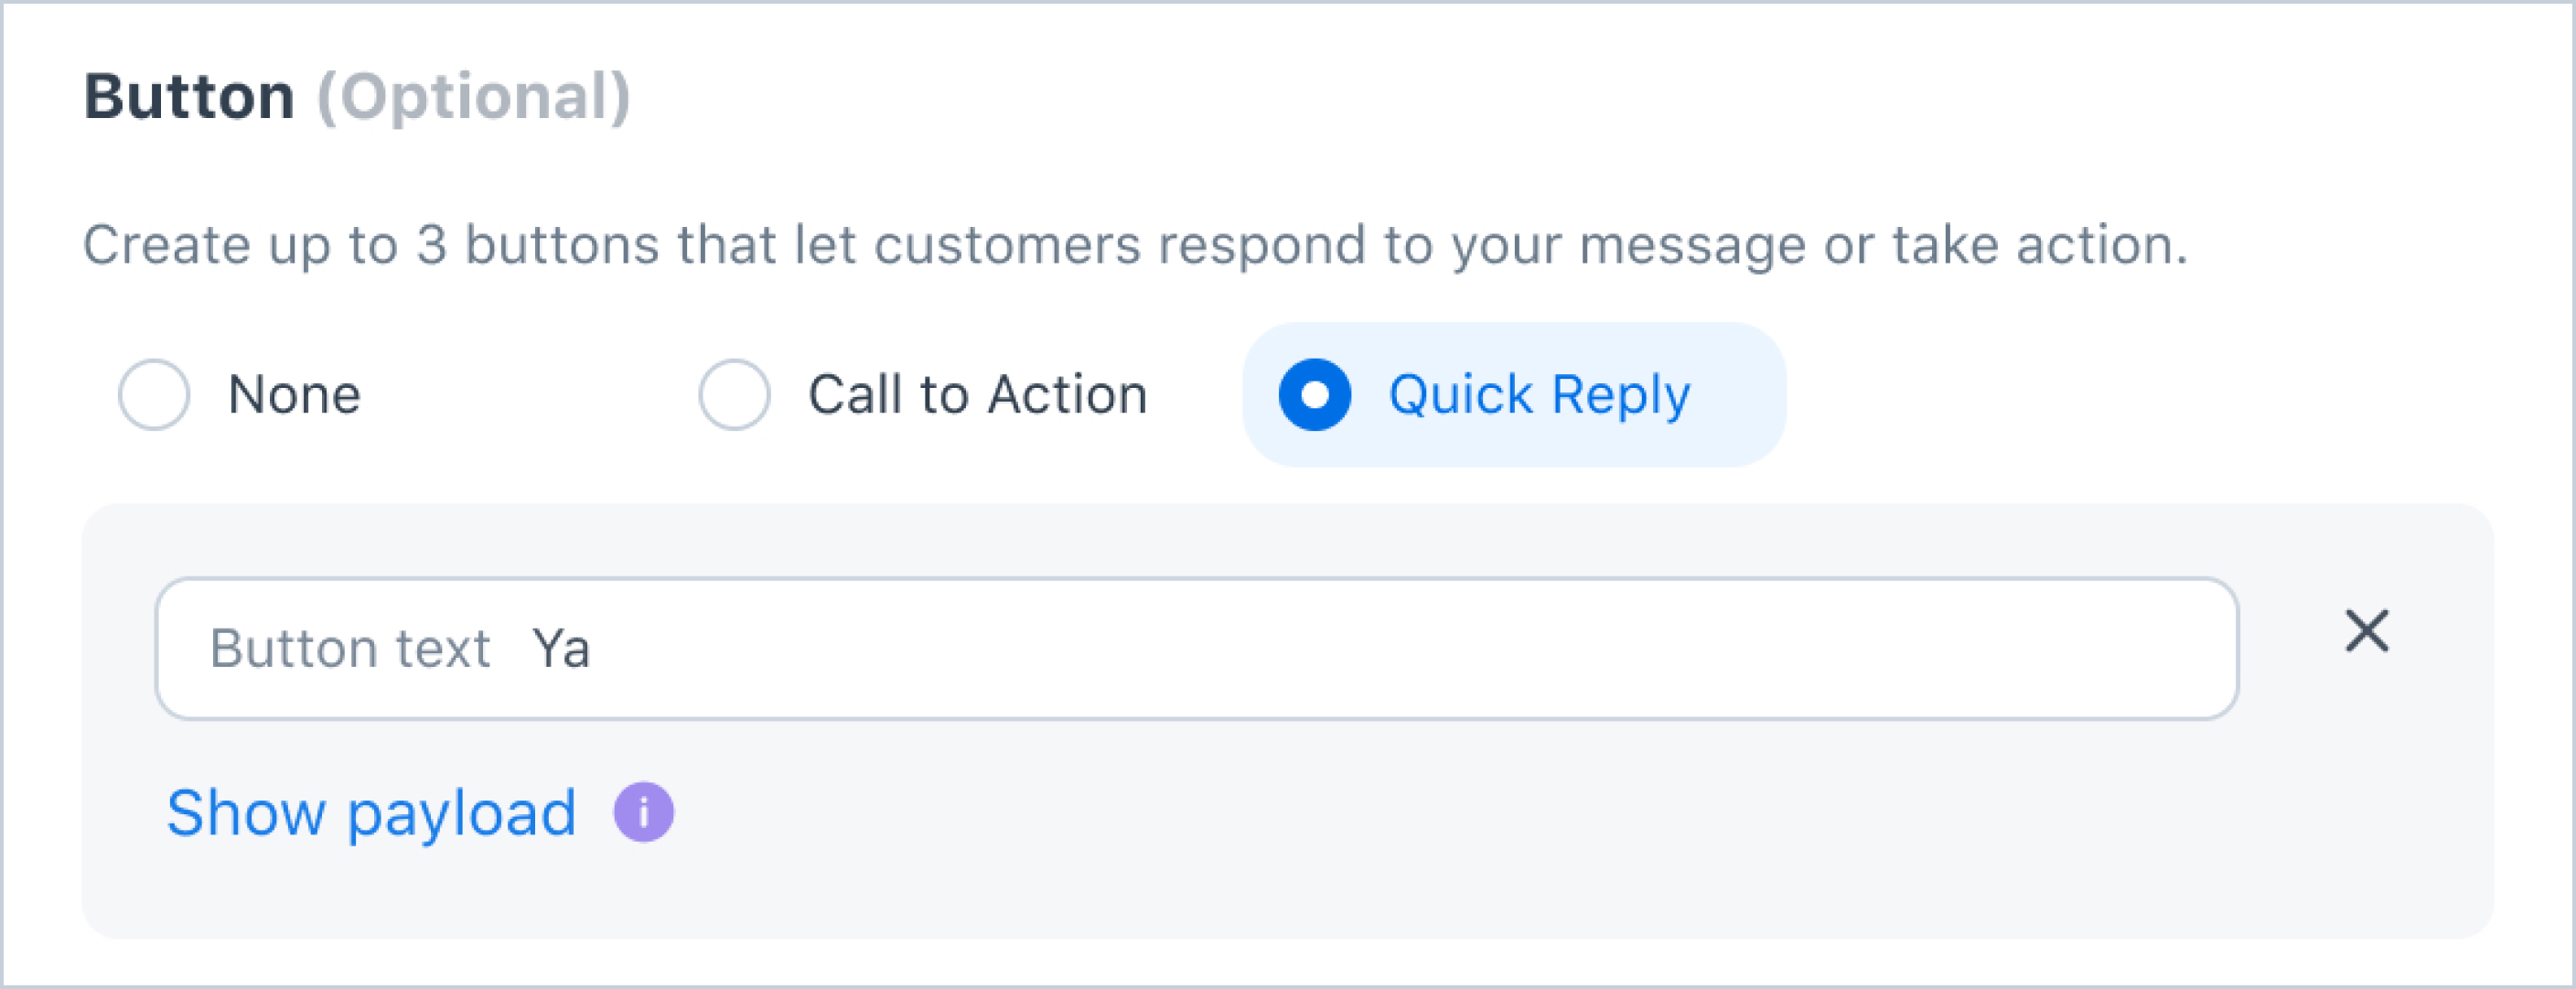 Button (Optional)
Create up to 3 buttons that let customers respond to your message or take action.
None Call to Action Quick Reply
Button text Ya
Show payload i